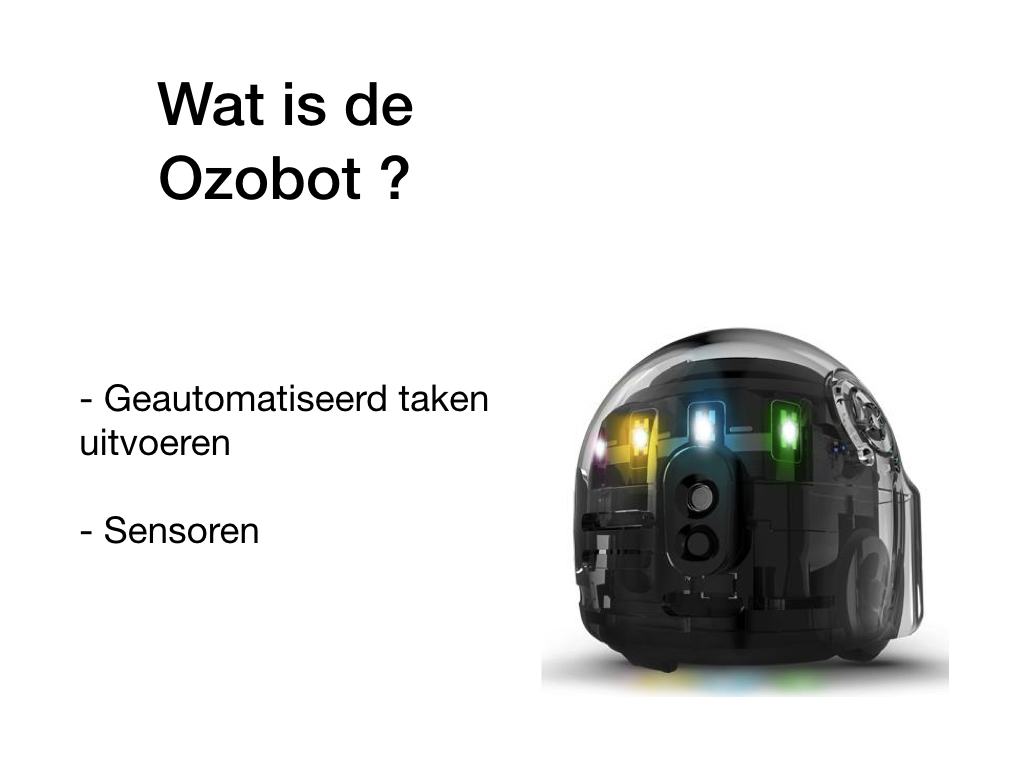 Wat is de
Ozobot ?
- Geautomatiseerd taken
uitvoeren
- Sensoren